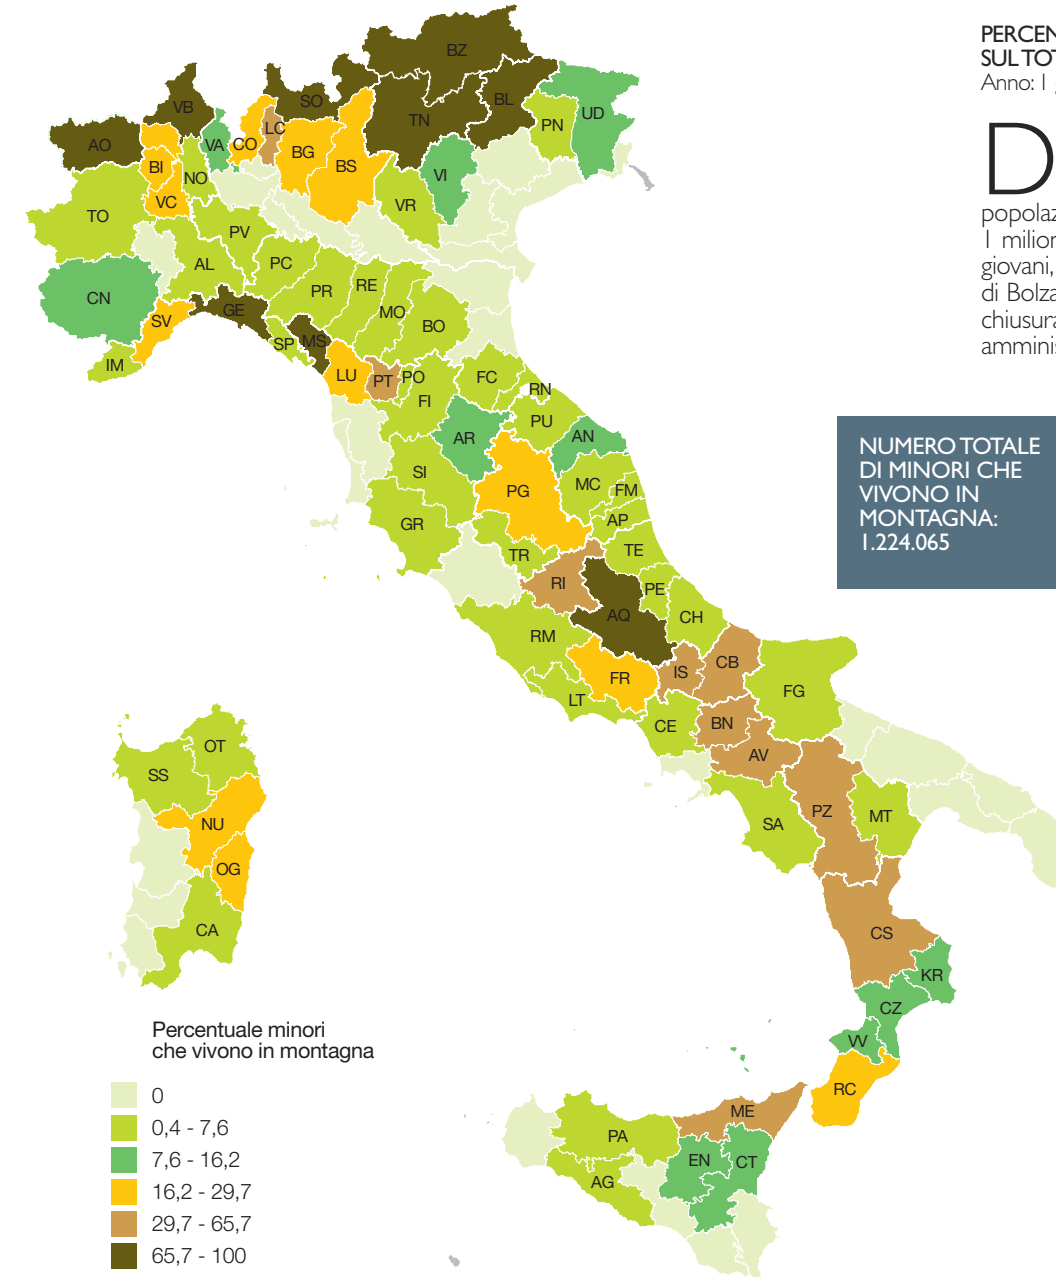 PERCEN
SUL TOT
Anno: 1 g
D
popolaz
1 milion
giovani,
di Bolza
chiusura
amminis
NUMERO TOTALE
DI MINORI CHE
VIVONO IN
MONTAGNA:
1.224.065
BZ
VB
SO
BL
TN
UD
PN
AO
VA
CO
LC
BG
BS
BI
NO
VI
VC
VR
TO
PV
AL
PC
CN
PR
RE
MO
BO
GE
SV
SP
MS
IM
LU
PT
PO
FI
FC
RN
PU
AR
AN
SI
PG
MC
FM
GR
AP
TR
TE
RI
PE
AQ
CH
RM
CB
IS
FR
FG
LT
CE
BN
AV
OT
SS
PZ
MT
SA
NU
OG
CA
CS
KR
CZ
VV
RC
ME
PA
EN
CT
AG
Percentuale minori
che vivono in montagna
0
0,4 - 7,6
7,6 - 16,2
16,2 - 29,7
29,7 - 65,7
65,7 - 100